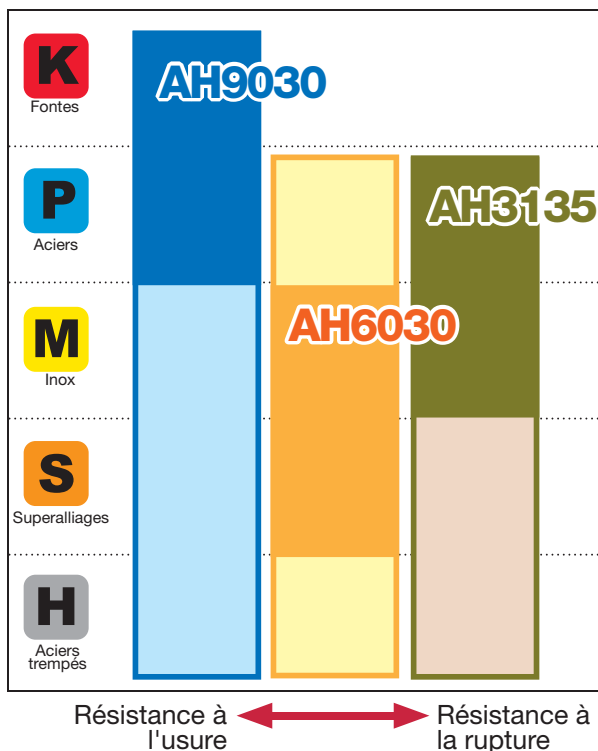 K
Fontes
AH9030
P
Aciers
AH3135
M
Inox
AH6030
S
Superalliages
H
Aciers
trempés
Résistance à
l'usure
Résistance à
la rupture